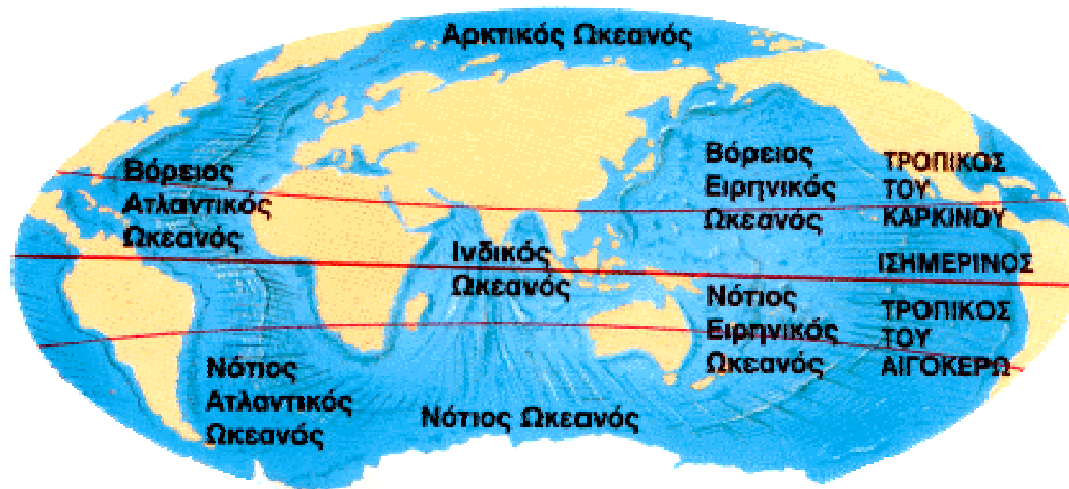 Αρκτικός Ωκεανός
Βόρειος
Ατλαντικός
Ωκεανός
Βόρειος
Ειρηνικός
Ωκεανός
ΤΡΟΠΙΚΟΣ
ΤΟΥ
ΚΑΡΚΙΝΟΥ
Ινδικός
Ωκεανός
ΙΣΗΜΕΡΙΝΟΣ
Νότιος
Ειρηνικός
Ωκεανός
ΤΡΟΠΙΚΟΣ
ΤΟΥ
ΑΙΓΟΚΕΡΩ
Νότιος
Ατλαντικός
Ωκεανός
Νότιος Ωκεανός